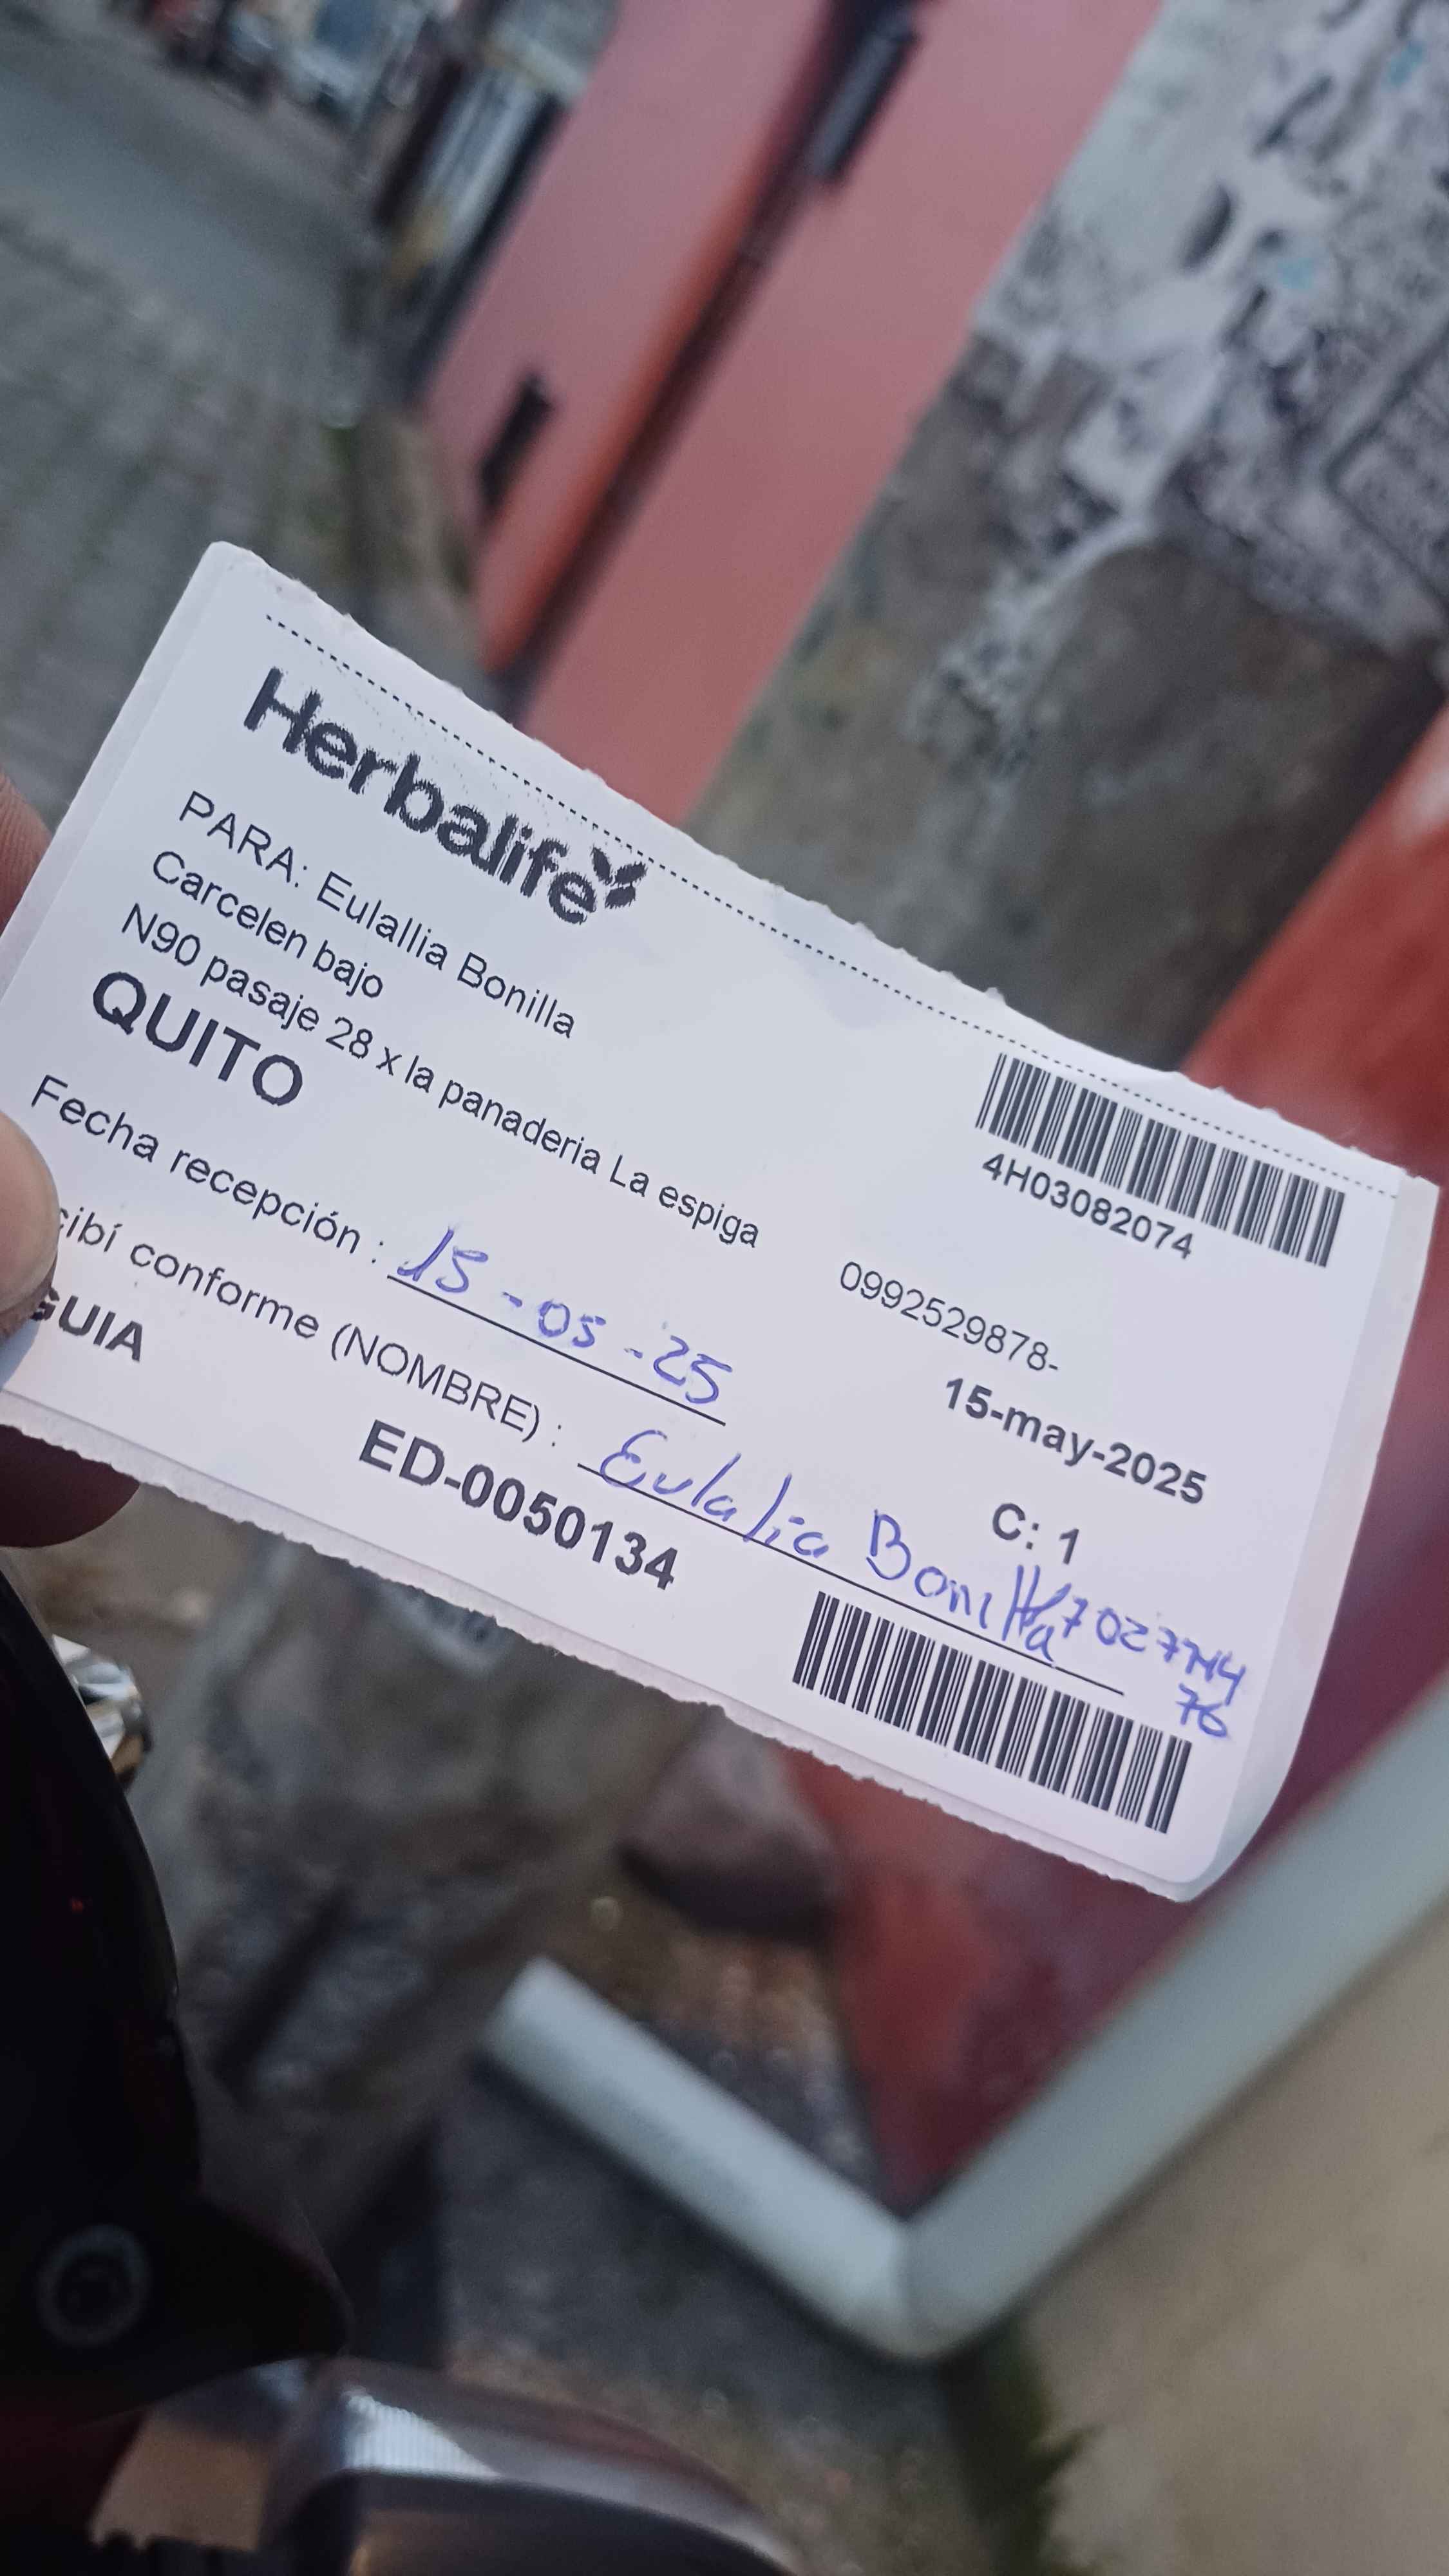 Herbalife
PARA: Eulallia Bonilla
Carcelen bajo
N90 pasaje 28 x la panaderia La espiga
QUITO
4H03082074
0992529878-
15-may-2025
C: 1
Fecha recepción : 15-05-25
cibí conforme (NOMBRE) : Eulalia Bonilla
GUIA ED-0050134
76